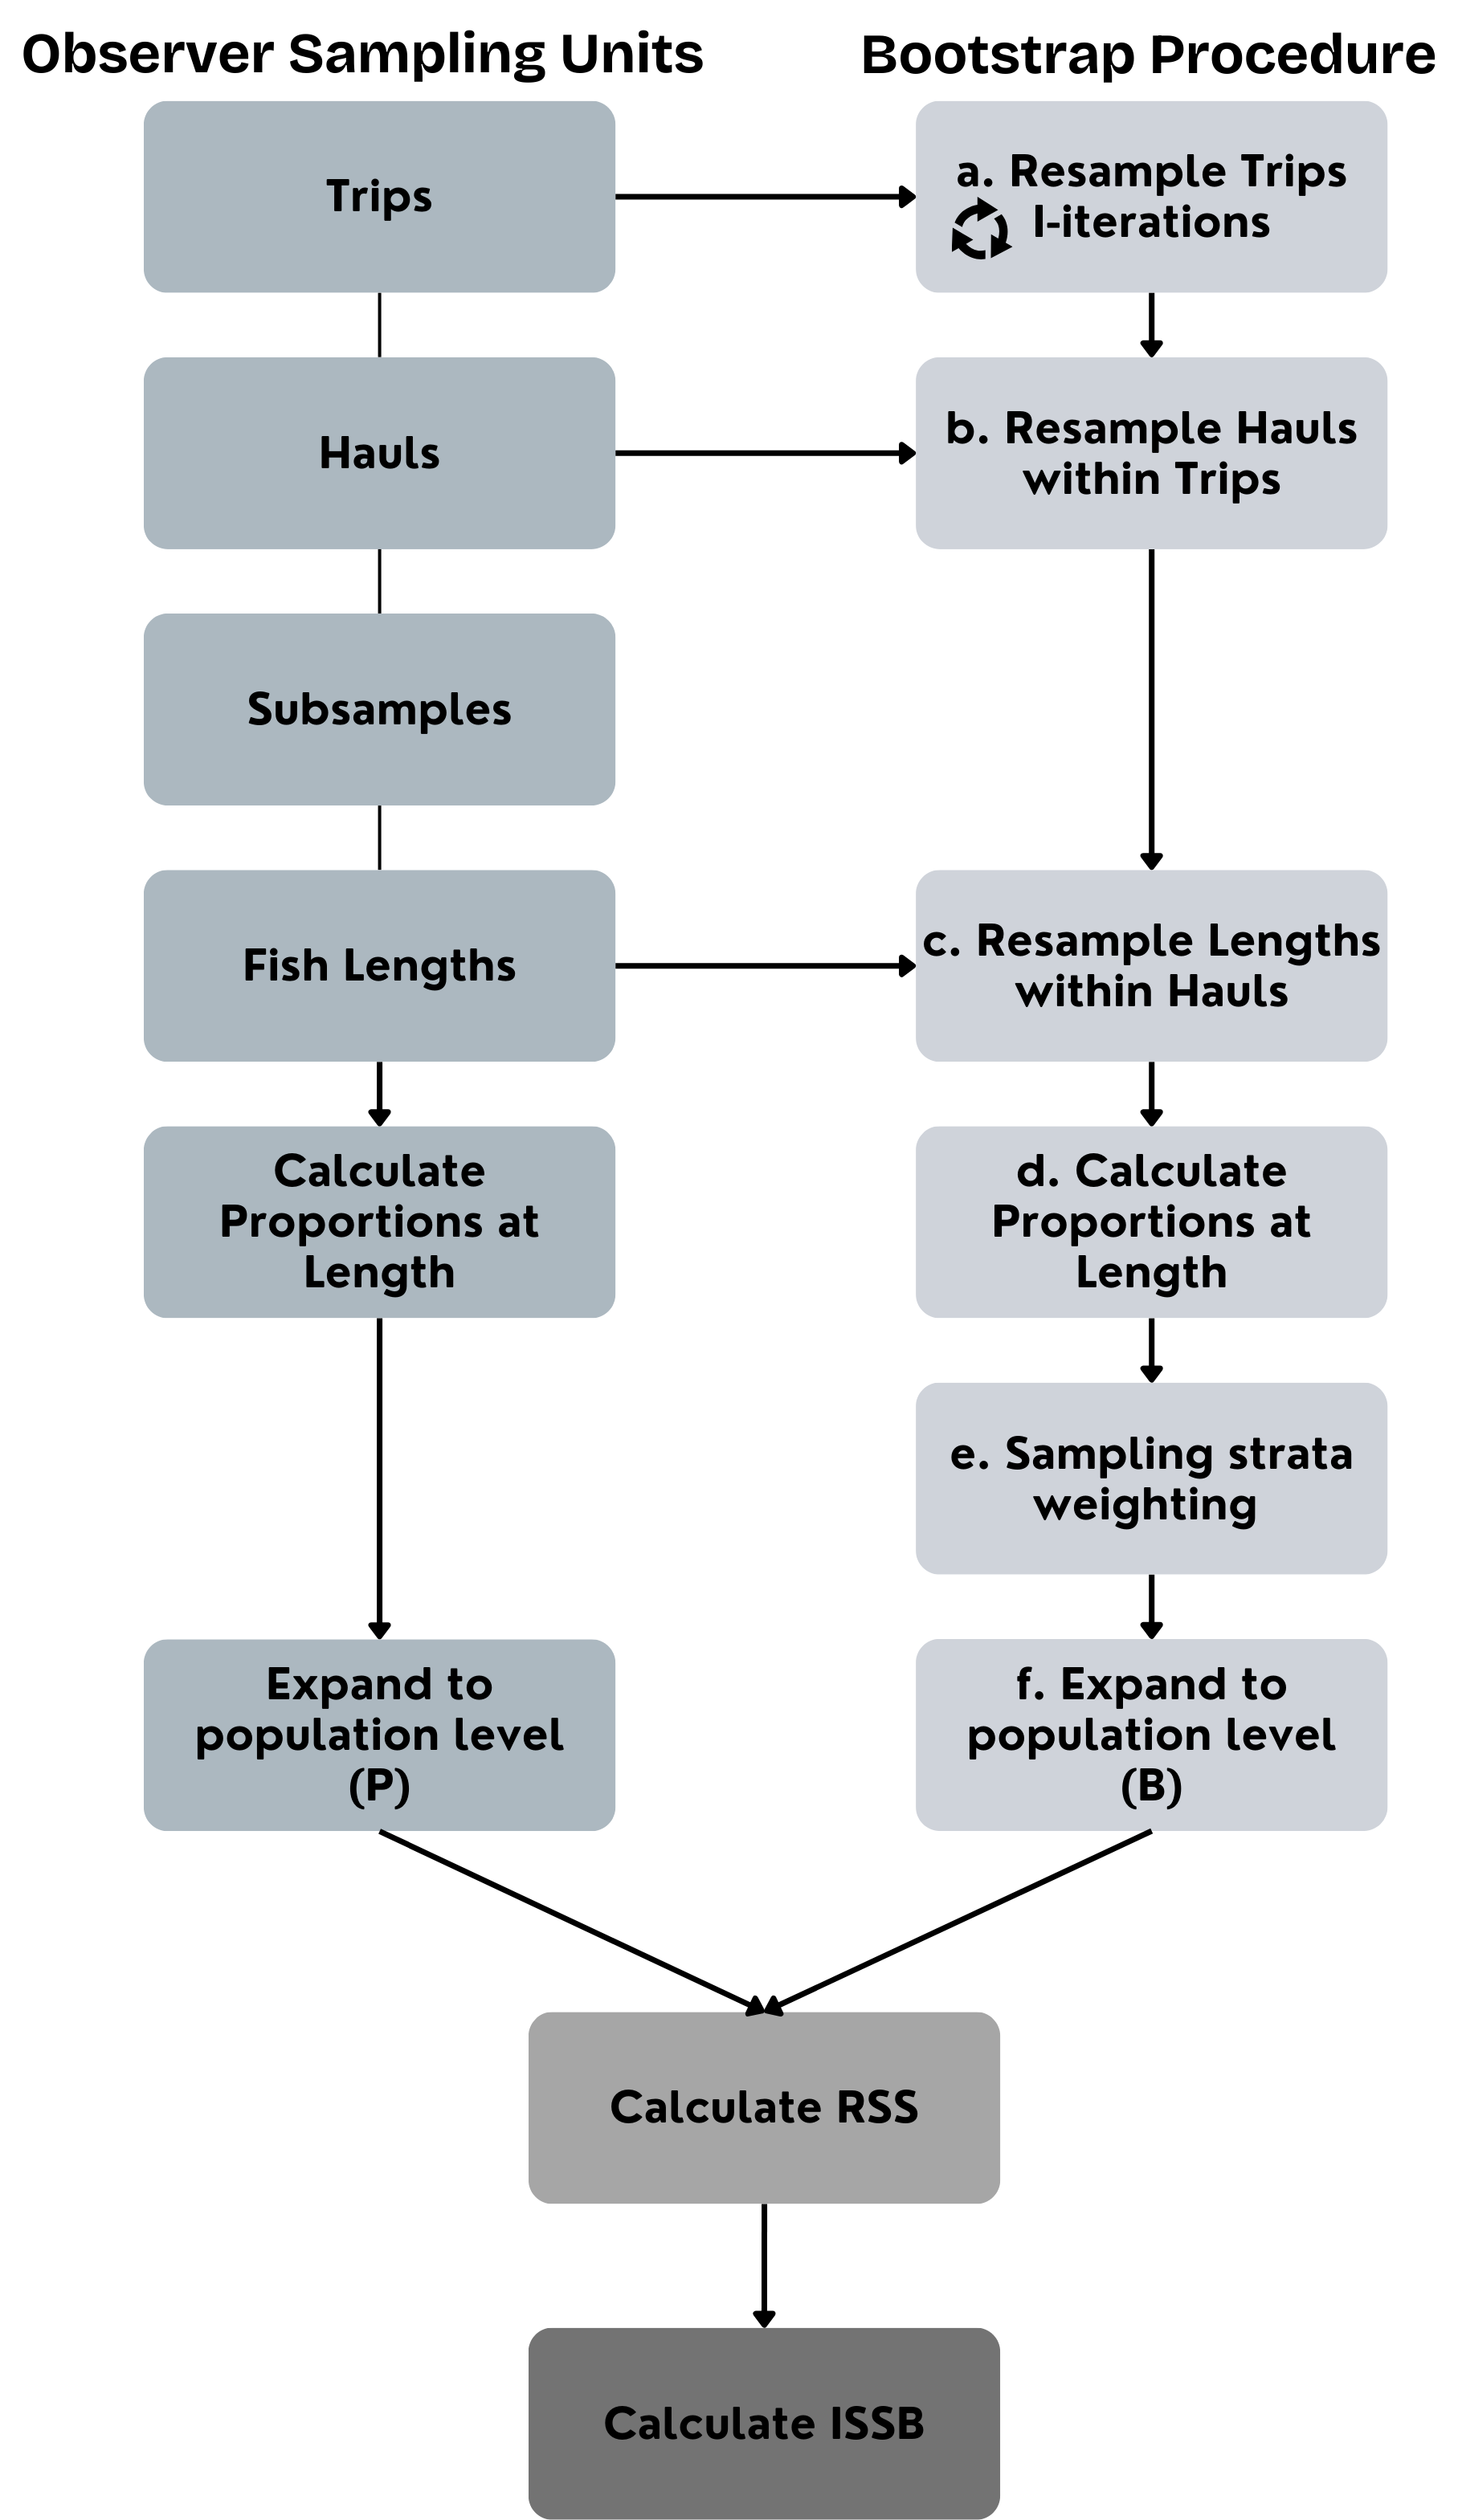 Observer Sampling Units
Bootstrap Procedure
Trips
a. Resample Trips
I-iterations
Hauls
b. Resample Hauls
within Trips
Subsamples
Fish Lengths
c. Resample Lengths
within Hauls
Calculate
Proportions at
Length
d. Calculate
Proportions at
Length
e. Sampling strata
weighting
Expand to
population level
(P)
f. Expand to
population level
(B)
Calculate RSS
Calculate ISSB